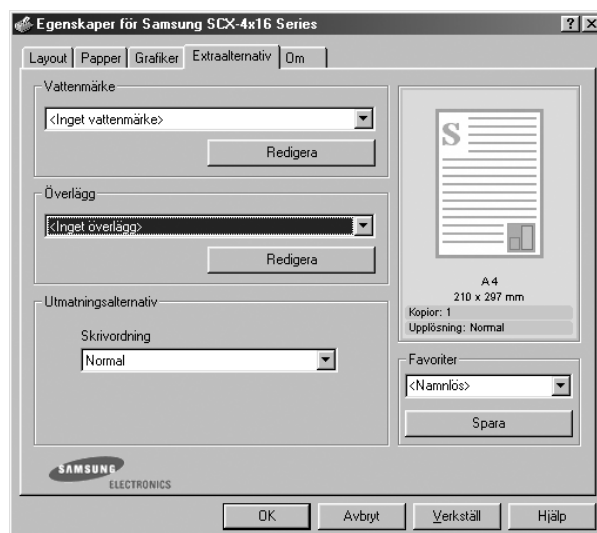 Egenskaper för Samsung SCX-4x16 Series
Layout Papper Grafiker Extraalternativ Om
Vattenmärke
<Inget vattenmärke>
Redigera
Överlägg
<Inget överlägg>
Redigera
Utmatningsalternativ
Skrivordning
Normal
S
A4
210 x 297 mm
Kopior: 1
Upplösning: Normal
Favoriter
<Namnlös>
Spara
SAMSUNG
ELECTRONICS
OK Avbryt Verkställ Hjälp